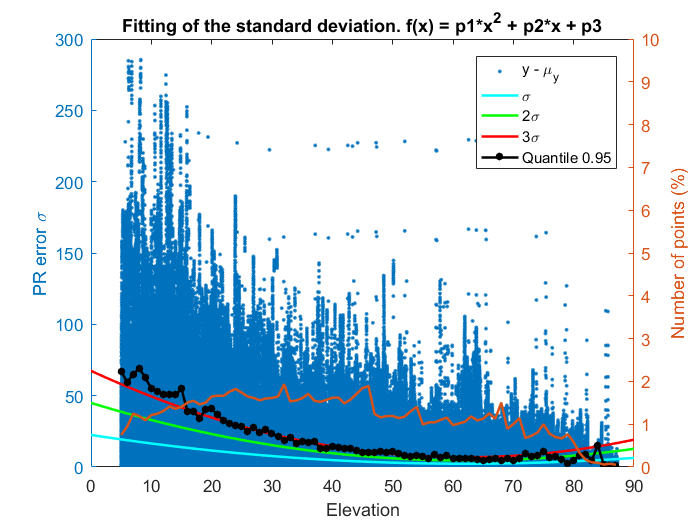 Fitting of the standard deviation. f(x) = p1*x² + p2*x + p3
300
250
200
150
100
50
0
PR error σ
10
9
8
7
6
5
4
3
2
1
0
Number of points (%)
y - μ_y
σ
2σ
3σ
Quantile 0.95
0 10 20 30 40 50 60 70 80 90
Elevation